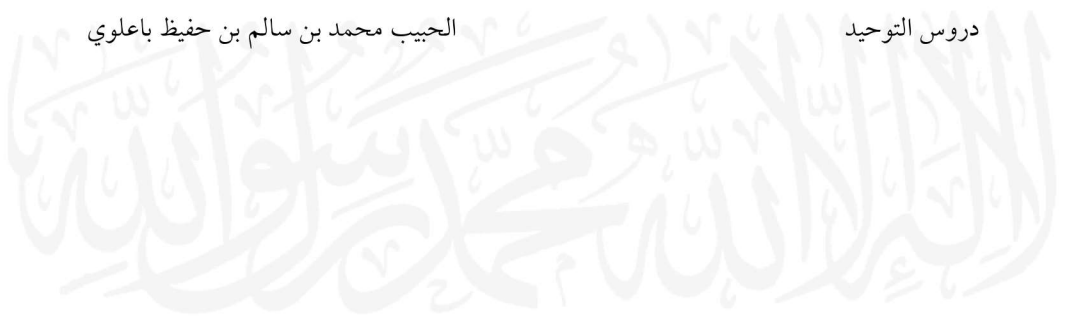 دروس التوحيد الحبيب محمد بن سالم بن حفيظ باعلوي
لا إله إلا الله محمد رسول الله